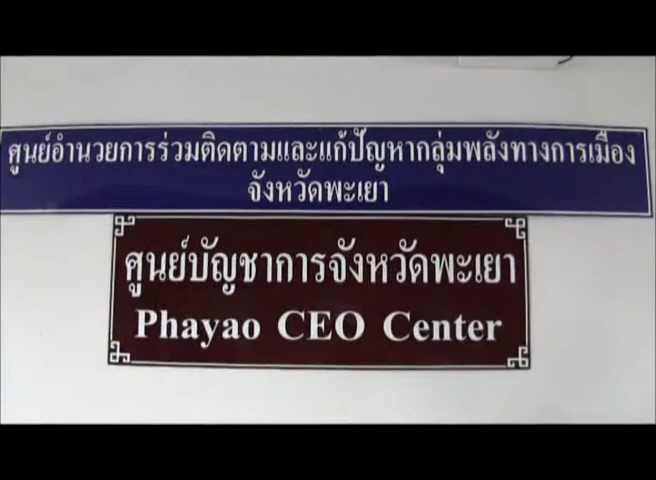 ศูนย์อำนวยการร่วมติดตามและแก้ปัญหากลุ่มพลังทางการเมือง
จังหวัดพะเยา
ศูนย์บัญชาการจังหวัดพะเยา
Phayao CEO Center